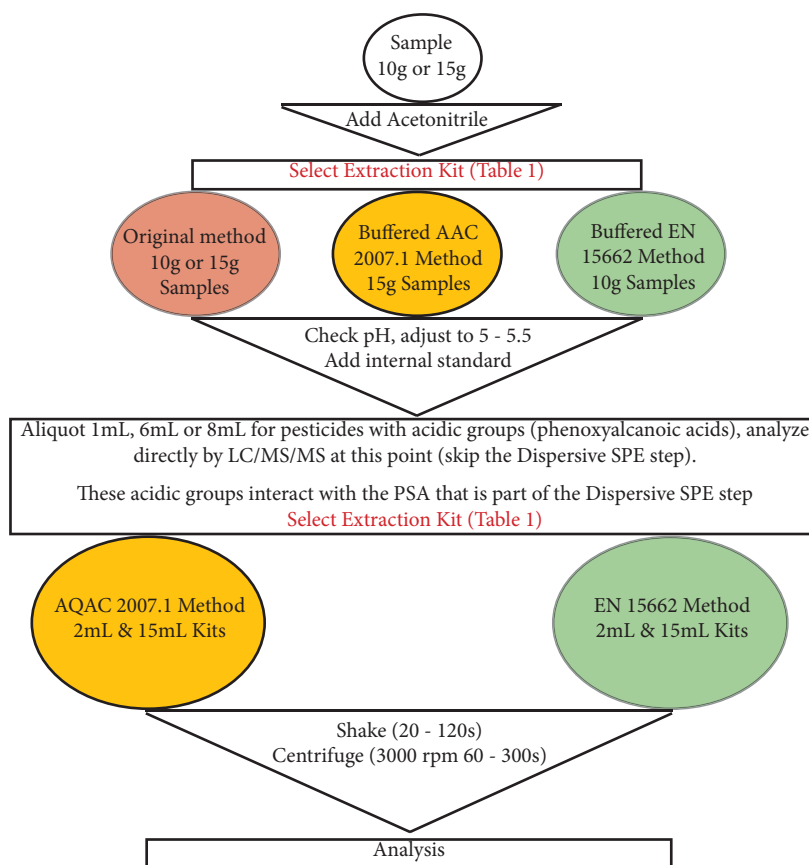 Sample
10g or 15g
Add Acetonitrile
Select Extraction Kit (Table 1)
Original method
10g or 15g
Samples
Buffered AAC
2007.1 Method
15g Samples
Buffered EN
15662 Method
10g Samples
Check pH, adjust to 5 - 5.5
Add internal standard
Aliquot 1mL, 6mL or 8mL for pesticides with acidic groups (phenoxyalcanoic acids), analyze
directly by LC/MS/MS at this point (skip the Dispersive SPE step).
These acidic groups interact with the PSA that is part of the Dispersive SPE step
Select Extraction Kit (Table 1)
AQAC 2007.1 Method
2mL & 15mL Kits
EN 15662 Method
2mL & 15mL Kits
Shake (20 - 120s)
Centrifuge (3000 rpm 60 - 300s)
Analysis